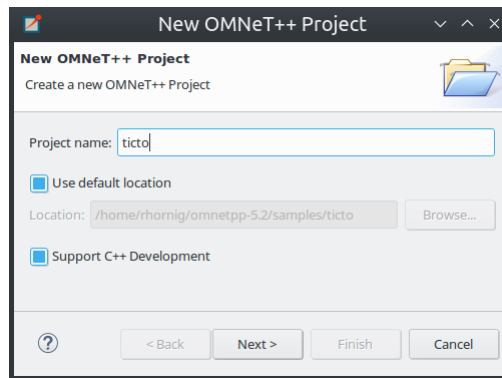 New OMNeT++ Project
New OMNeT++ Project
Create a new OMNeT++ Project
Project name: ticto
Use default location
Location: /home/rhornig/omnetpp-5.2/samples/ticto Browse...
Support C++ Development
? < Back Next > Finish Cancel